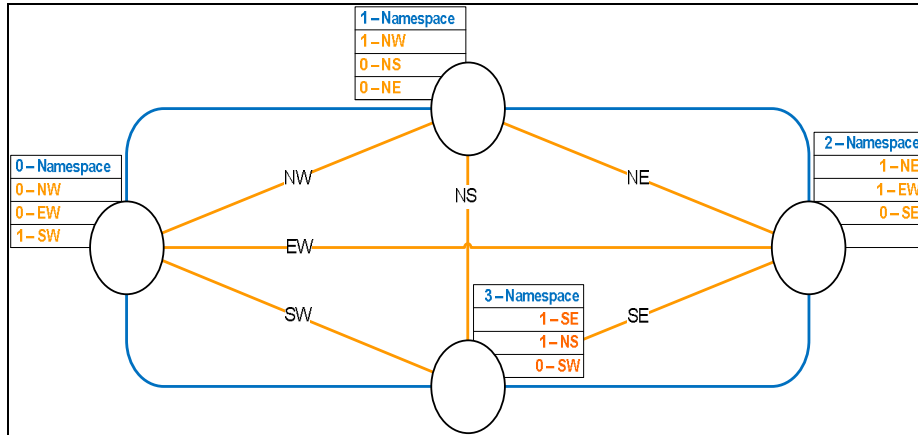 1 – Namespace
1 – NW
0 – NS
0 – NE
0 – Namespace
0 – NW
0 – EW
1 – SW
2 – Namespace
1 – NE
1 – EW
0 – SE
NW
NS
NE
EW
SW
SE
3 – Namespace
1 – SE
1 – NS
0 – SW